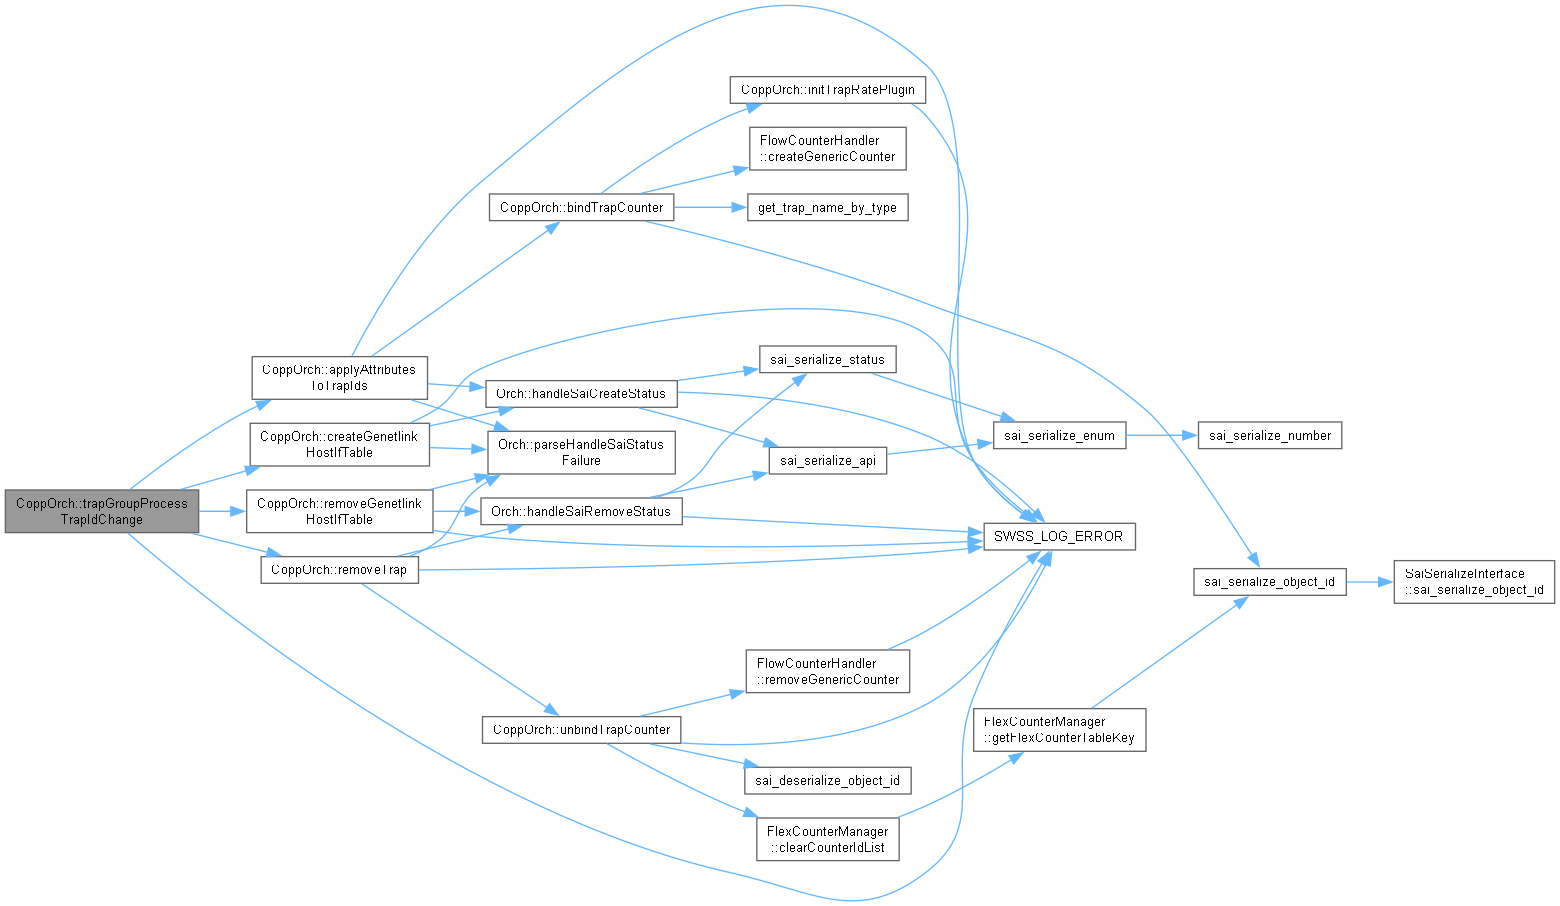 CoppOrch::initTrapRatePlugin
FlowCounterHandler
::createGenericCounter
CoppOrch::bindTrapCounter
get_trap_name_by_type
CoppOrch::applyAttributes
ToTrapIds
sai_serialize_status
Orch::handleSaiCreateStatus
CoppOrch::createGenetlink
HostIfTable
Orch::parseHandleSaiStatus
Failure
sai_serialize_enum
sai_serialize_number
sai_serialize_api
CoppOrch::trapGroupProcess
TrapIdChange
CoppOrch::removeGenetlink
HostIfTable
Orch::handleSaiRemoveStatus
SWSS_LOG_ERROR
CoppOrch::removeTrap
sai_serialize_object_id
SaiSerializeInterface
::sai_serialize_object_id
FlowCounterHandler
::removeGenericCounter
CoppOrch::unbindTrapCounter
FlexCounterManager
::getFlexCounterTableKey
sai_deserialize_object_id
FlexCounterManager
::clearCounterIdList